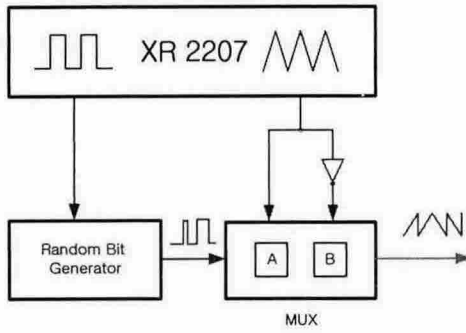 XR 2207
Random Bit
Generator
A
B
MUX